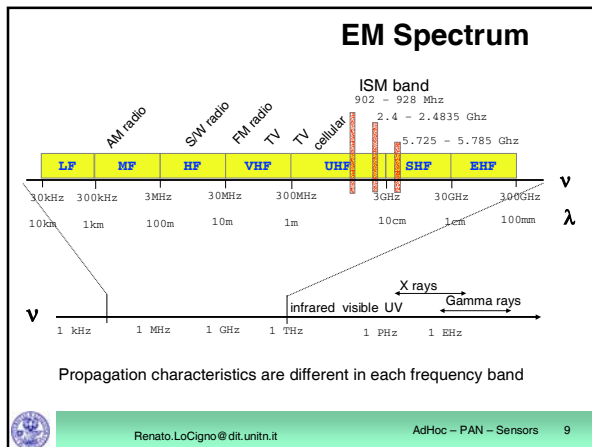 EM Spectrum
ISM band
902 – 928 Mhz
2.4 – 2.4835 Ghz
5.725 – 5.785 Ghz
AM radio
S/W radio
FM radio
TV
TV
cellular
LF MF HF VHF UHF SHF EHF
30kHz 300kHz 3MHz 30MHz 300MHz 3GHz 30GHz 300GHz ν
10km 1km 100m 10m 1m 10cm 1cm 100mm λ
X rays
infrared visible UV Gamma rays
ν
1 kHz 1 MHz 1 GHz 1 THz 1 PHz 1 EHz
Propagation characteristics are different in each frequency band
Renato.LoCigno@dit.unitn.it AdHoc – PAN – Sensors 9